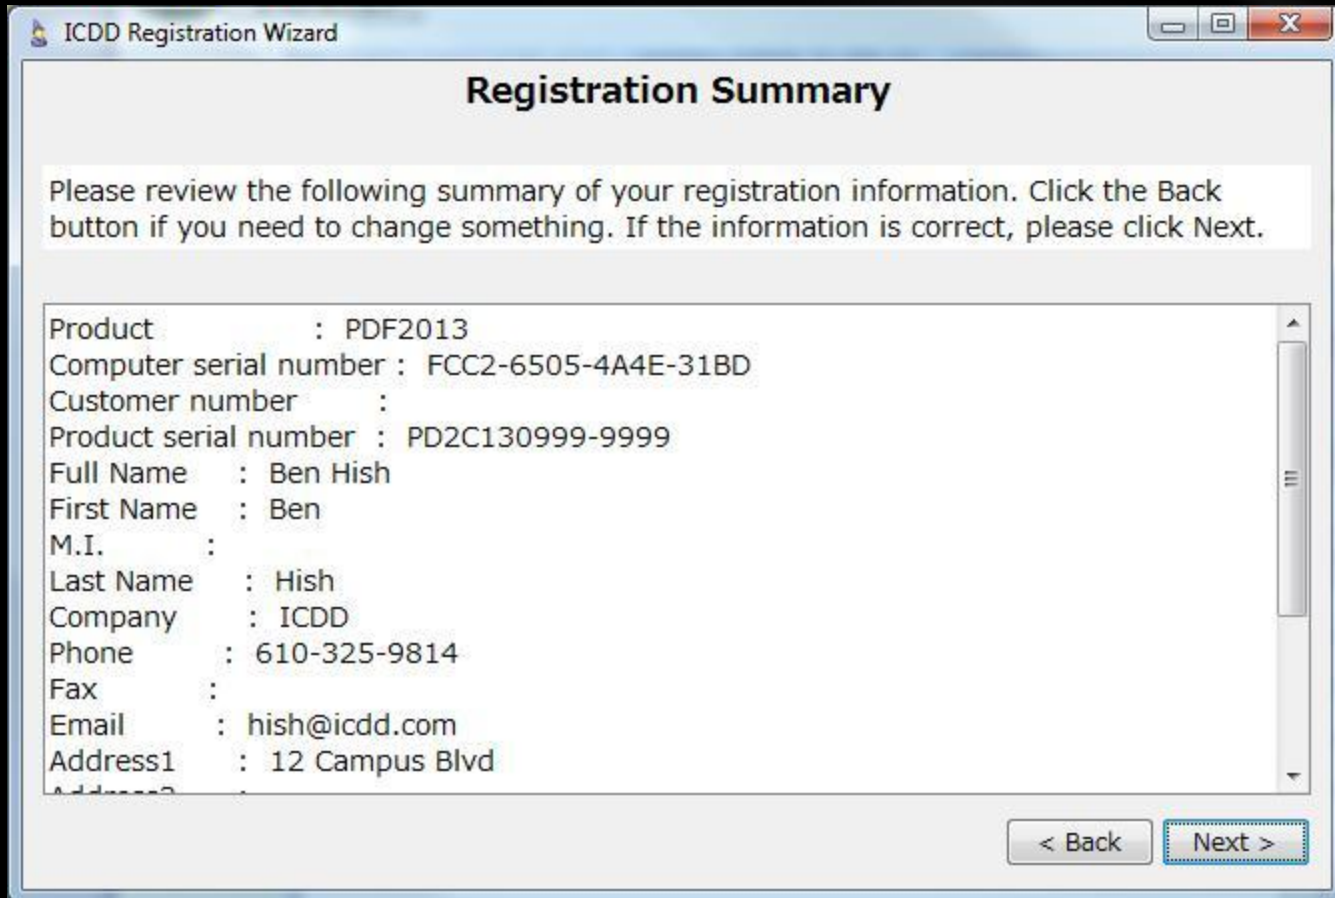 ICDD Registration Wizard
Registration Summary
Please review the following summary of your registration information. Click the Back
button if you need to change something. If the information is correct, please click Next.
Product : PDF2013
Computer serial number : FCC2-6505-4A4E-31BD
Customer number :
Product serial number : PD2C130999-9999
Full Name : Ben Hish
First Name : Ben
M.I. :
Last Name : Hish
Company : ICDD
Phone : 610-325-9814
Fax :
Email : hish@icdd.com
Address1 : 12 Campus Blvd
< Back Next >